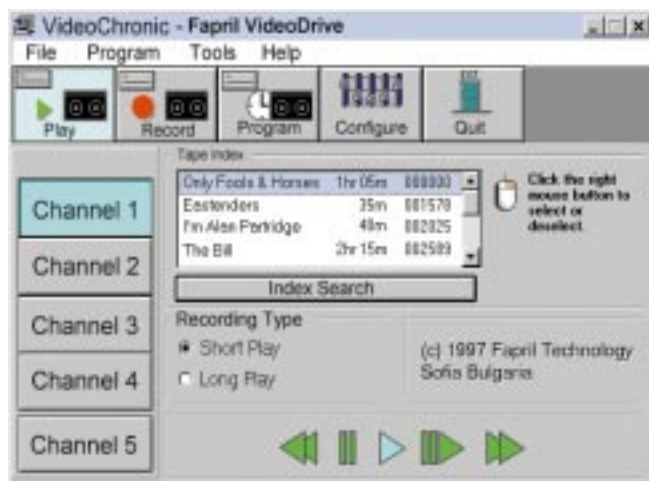 VideoChronic - Fapril VideoDrive
File Program Tools Help
Play Record Program Configure Quit
Tape index
Only Fools & Horses 1hr 05m 000000
Eastenders 35m 001578
I'm Alan Partridge 40m 002025
The Bill 2hr 15m 002589
Click the right
mouse button to
select or
deselect.
Index Search
Channel 1
Channel 2
Channel 3
Channel 4
Channel 5
Recording Type
Short Play
Long Play
(c) 1997 Fapril Technology
Sofia Bulgaria